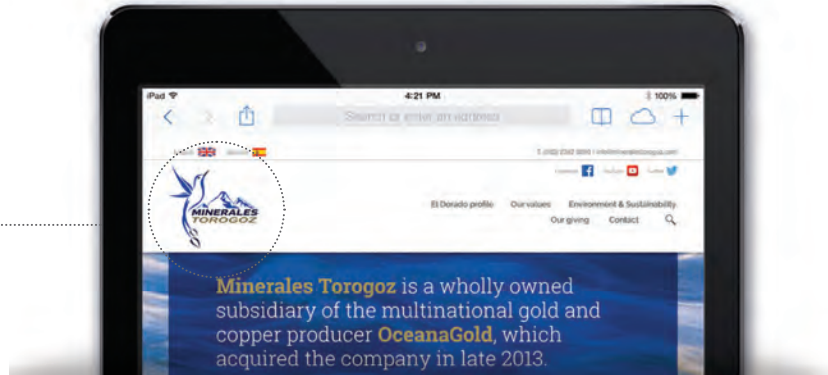 iPad
4:21 PM
100%
Search or enter an address
MINERALES
TOROGOZ
El Dorado profile Our values Environment & Sustainability
Our giving Contact
Minerales Torogoz is a wholly owned
subsidiary of the multinational gold and
copper producer OceanaGold, which
acquired the company in late 2013.